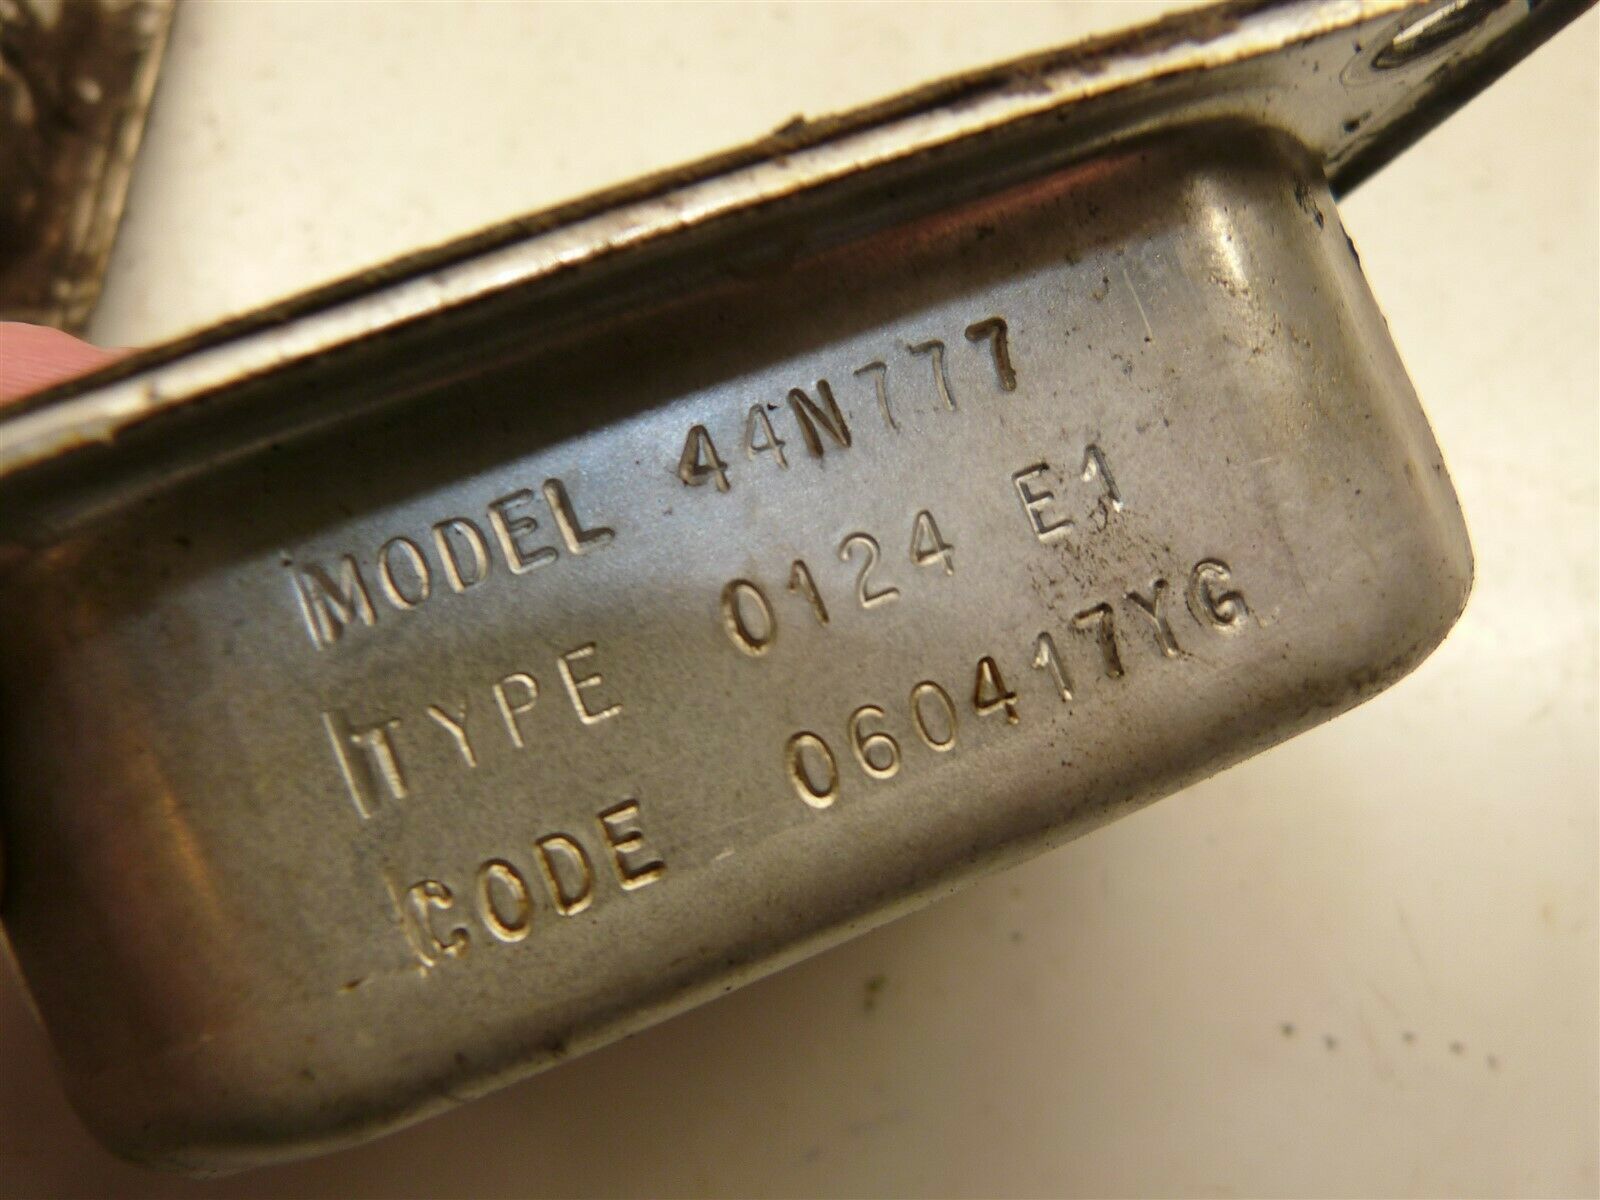 MODEL 44N777
TYPE 0124 E1
CODE 060417YG